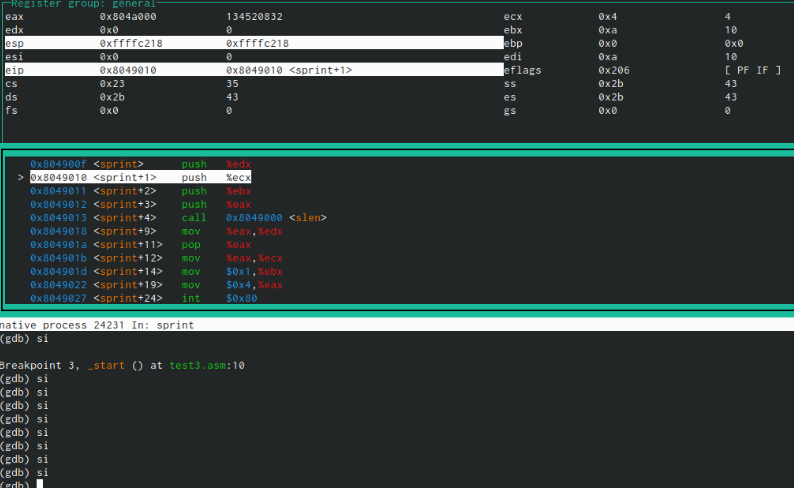 Register group: general
eax 0x804a000 134520832 ecx 0x4 4
edx 0x0 0 ebx 0xa 10
esp 0xffffc218 0xffffc218 ebp 0x0 0x0
esi 0x0 0 edi 0xa 10
eip 0x8049010 0x8049010 <sprint+1> eflags 0x206 [ PF IF ]
cs 0x23 35 ss 0x2b 43
ds 0x2b 43 es 0x2b 43
fs 0x0 0 gs 0x0 0
0x804900f <sprint> push %edx
> 0x8049010 <sprint+1> push %ecx
0x8049011 <sprint+2> push %ebx
0x8049012 <sprint+3> push %eax
0x8049013 <sprint+4> call 0x8049000 <slen>
0x8049018 <sprint+9> mov %eax,%edx
0x804901a <sprint+11> pop %eax
0x804901b <sprint+12> mov %eax,%ecx
0x804901d <sprint+14> mov $0x1,%ebx
0x8049022 <sprint+19> mov $0x4,%eax
0x8049027 <sprint+24> int $0x80
native process 24231 In: sprint
(gdb) si
Breakpoint 3, _start () at test3.asm:10
(gdb) si
(gdb) si
(gdb) si
(gdb) si
(gdb) si
(gdb) si
(gdb) si
(gdb) si
(gdb)